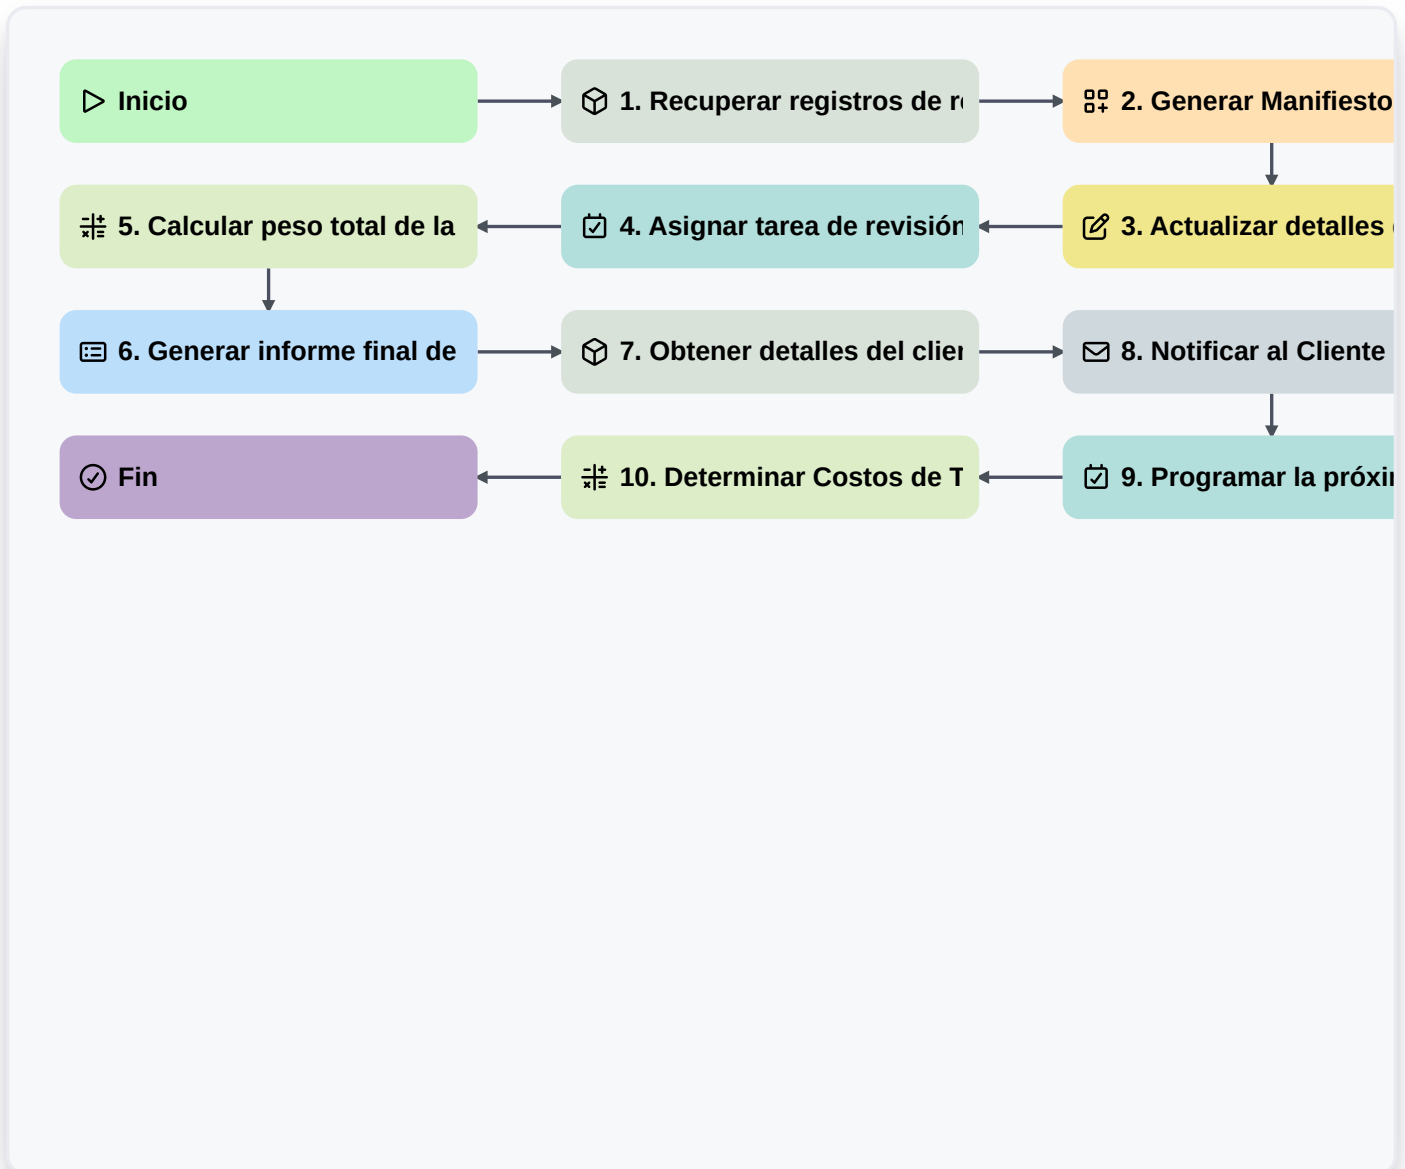 Inicio
1. Recuperar registros de
2. Generar Manifiesto
3. Actualizar detalles
4. Asignar tarea de revisión
5. Calcular peso total de la
6. Generar informe final de
7. Obtener detalles del
8. Notificar al Cliente
9. Programar la
10. Determinar Costos de
Fin